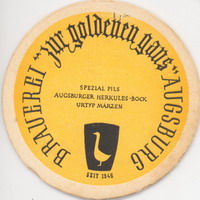 BRAUEREI „zur goldenen gans“ AUGSBURG
SPEZIAL PILS
AUGSBURGER HERKULES-BOCK
URTYP MÄRZEN
SEIT 1346